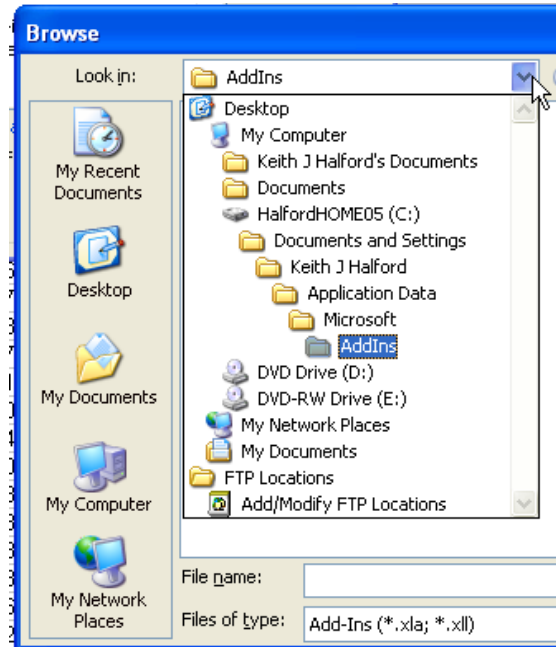 Browse
Look in:
AddIns
Desktop
My Computer
Keith J Halford's Documents
Documents
HalfordHOME05 (C:)
Documents and Settings
Keith J Halford
Application Data
Microsoft
AddIns
DVD Drive (D:)
DVD-RW Drive (E:)
My Network Places
My Documents
FTP Locations
Add/Modify FTP Locations
My Recent
Documents
Desktop
My Documents
My Computer
My Network
Places
File name:
Files of type:
Add-Ins (*.xla; *.xll)